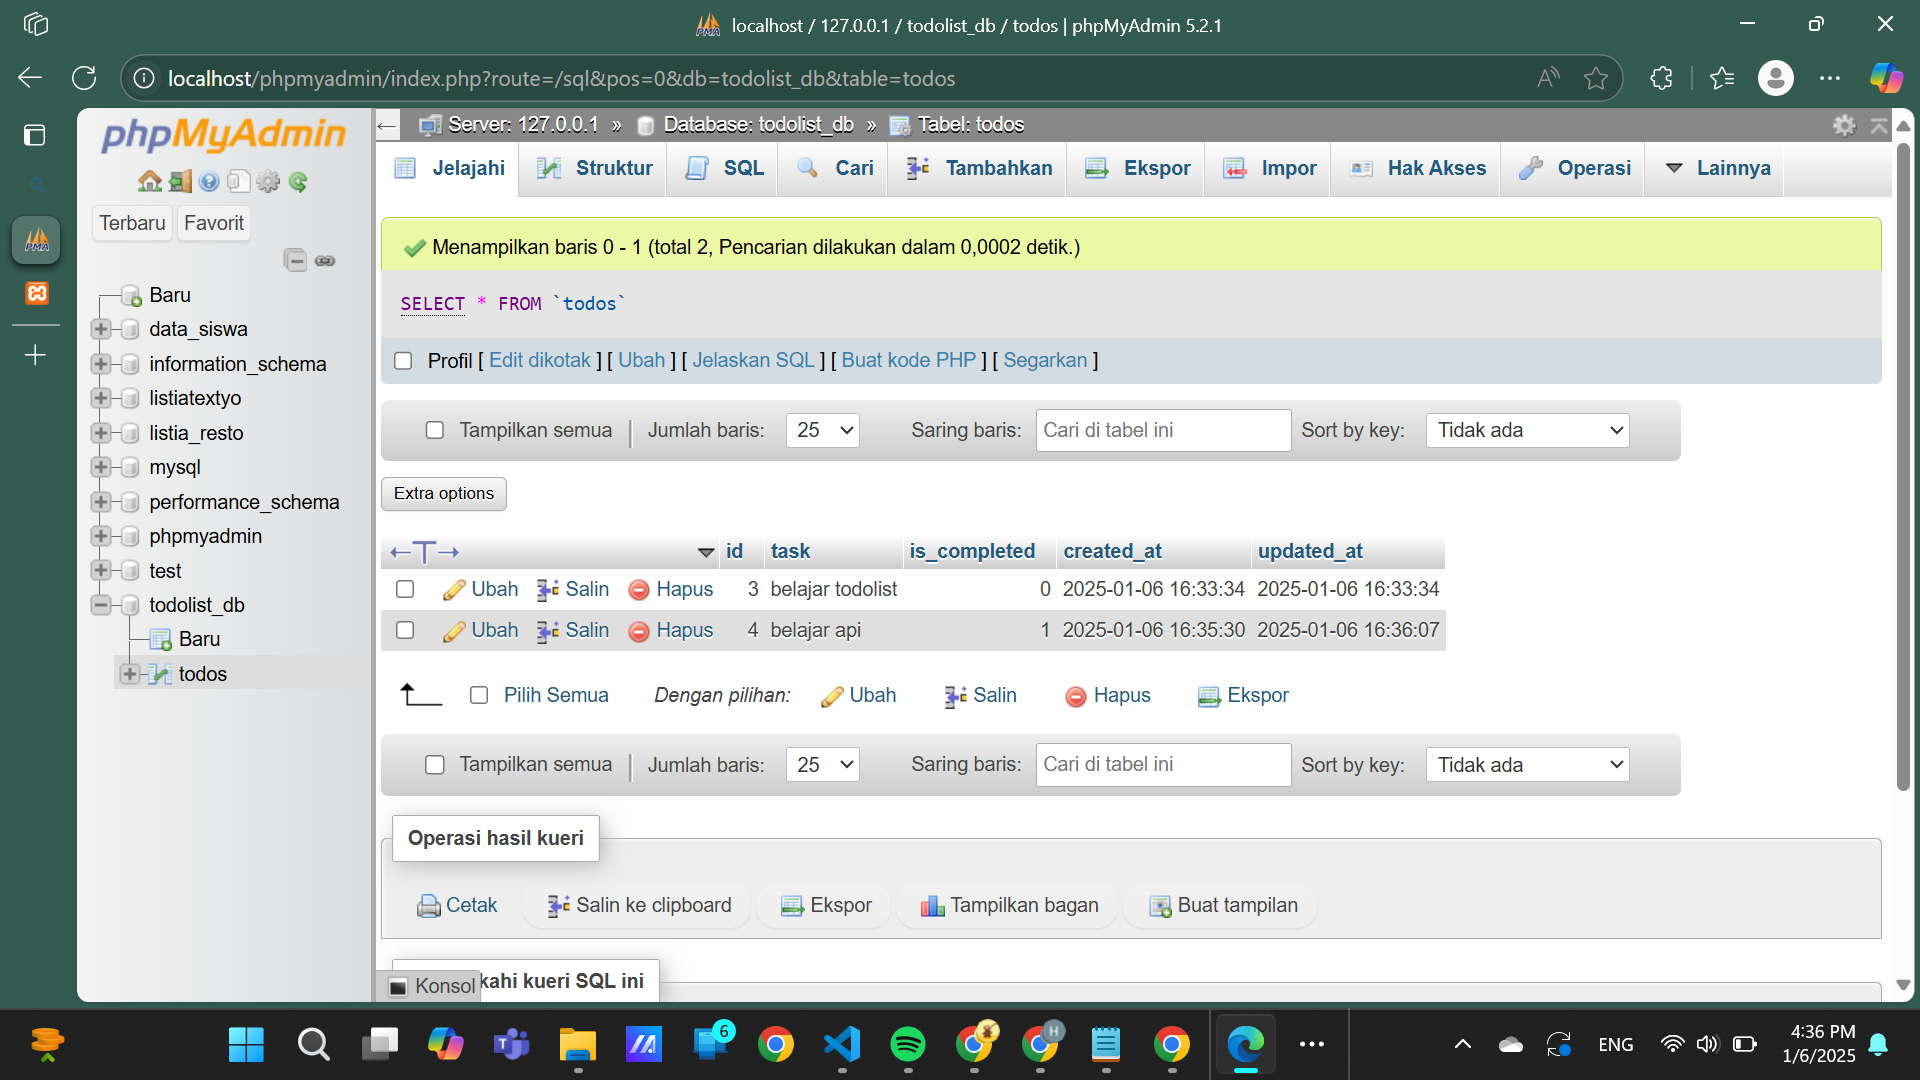 localhost / 127.0.0.1 / todolist_db / todos | phpMyAdmin 5.2.1
localhost/phpmyadmin/index.php?route=/sql&pos=0&db=todolist_db&table=todos
phpMyAdmin
Terbaru Favorit
Baru
data_siswa
information_schema
listiatextyo
listia_resto
mysql
performance_schema
phpmyadmin
test
todolist_db
Baru
todos
Server: 127.0.0.1 » Database: todolist_db » Tabel: todos
Jelajahi Struktur SQL Cari Tambahkan Ekspor Impor Hak Akses Operasi Lainnya
Menampilkan baris 0 - 1 (total 2, Pencarian dilakukan dalam 0,0002 detik.)
SELECT * FROM `todos`
Profil [ Edit dikotak ] [ Ubah ] [ Jelaskan SQL ] [ Buat kode PHP ] [ Segarkan ]
Tampilkan semua Jumlah baris: 25 Saring baris: Cari di tabel ini Sort by key: Tidak ada
Extra options
id task is_completed created_at updated_at
Ubah Salin Hapus 3 belajar todolist 0 2025-01-06 16:33:34 2025-01-06 16:33:34
Ubah Salin Hapus 4 belajar api 1 2025-01-06 16:35:30 2025-01-06 16:36:07
Pilih Semua Dengan pilihan: Ubah Salin Hapus Ekspor
Tampilkan semua Jumlah baris: 25 Saring baris: Cari di tabel ini Sort by key: Tidak ada
Operasi hasil kueri
Cetak Salin ke clipboard Ekspor Tampilkan bagan Buat tampilan
Konsol kahi kueri SQL ini
6
H
ENG
4:36 PM
1/6/2025